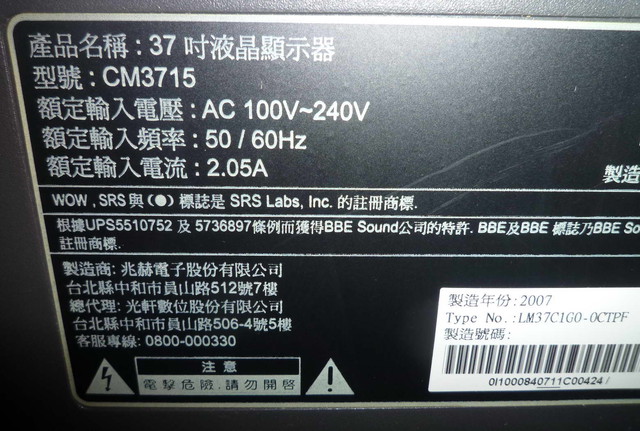 產品名稱 : 37 吋液晶顯示器
型號 : CM3715
額定輸入電壓 : AC 100V~240V
額定輸入頻率 : 50 / 60Hz
額定輸入電流 : 2.05A
製造
WOW , SRS 與 (●) 標誌是 SRS Labs, Inc. 的註冊商標.
根據UPS5510752 及 5736897條例而獲得BBE Sound公司的特許. BBE及BBE 標誌乃BBE So
註冊商標.
製造商: 兆赫電子股份有限公司
台北縣中和市員山路512號7樓
總代理: 光軒數位股份有限公司
台北縣中和市員山路506-4號5樓
客服專線: 0800-000330
注意
電擊危險,請勿開啓
製造年份:2007
Type No.:LM37C1G0-0CTPF
製造號碼:
0I1000840711C00424/